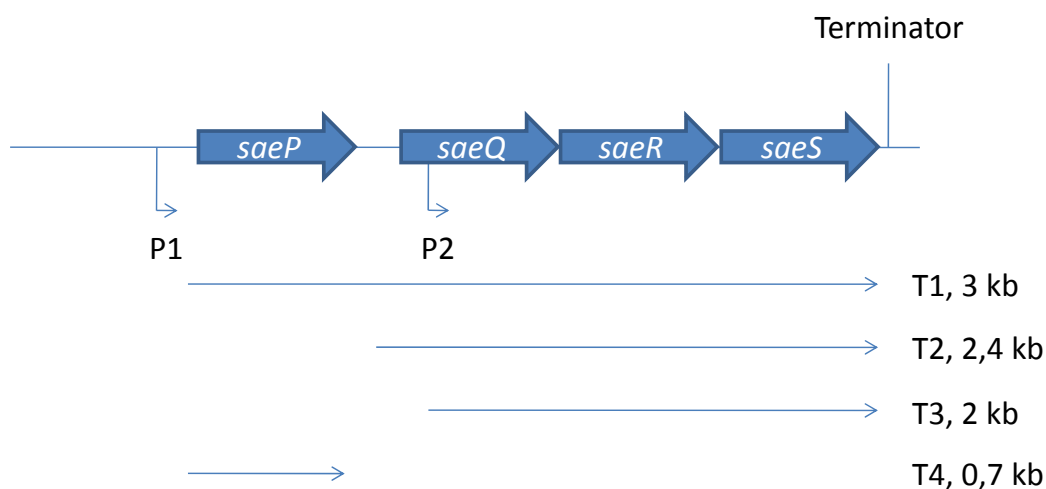 Terminator
saeP saeQ saeR saeS
P1 P2
T1, 3 kb
T2, 2,4 kb
T3, 2 kb
T4, 0,7 kb